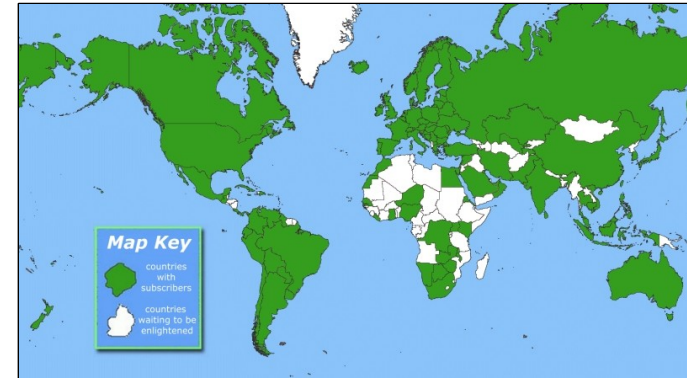 Map Key
countries
with
subscribers
countries
waiting to be
enlightened